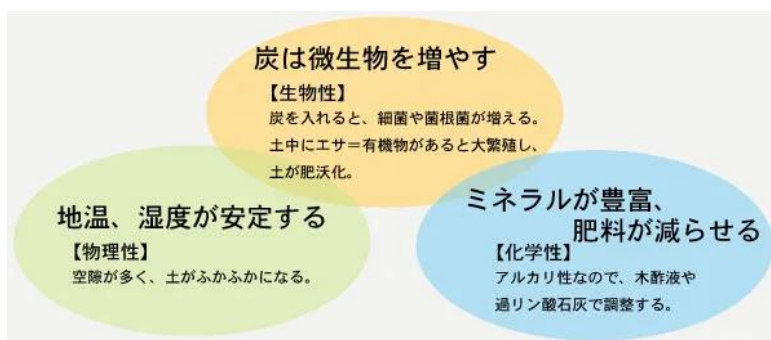 炭は微生物を増やす
【生物性】
炭を入れると、細菌や菌根菌が増える。
土中にエサ＝有機物があると大繁殖し、
土が肥沃化。
地温、湿度が安定する
【物理性】
空隙が多く、土がふかふかになる。
ミネラルが豊富、
肥料が減らせる
【化学性】
アルカリ性なので、木酢液や
過リン酸石灰で調整する。